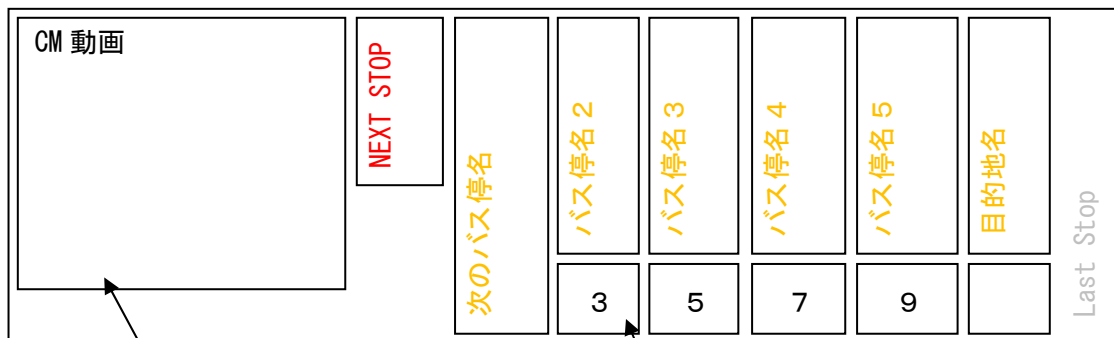 CM 動画
NEXT STOP
次のバス停名
バス停名２
バス停名３
バス停名４
バス停名５
目的地名
Last Stop
３
５
７
９